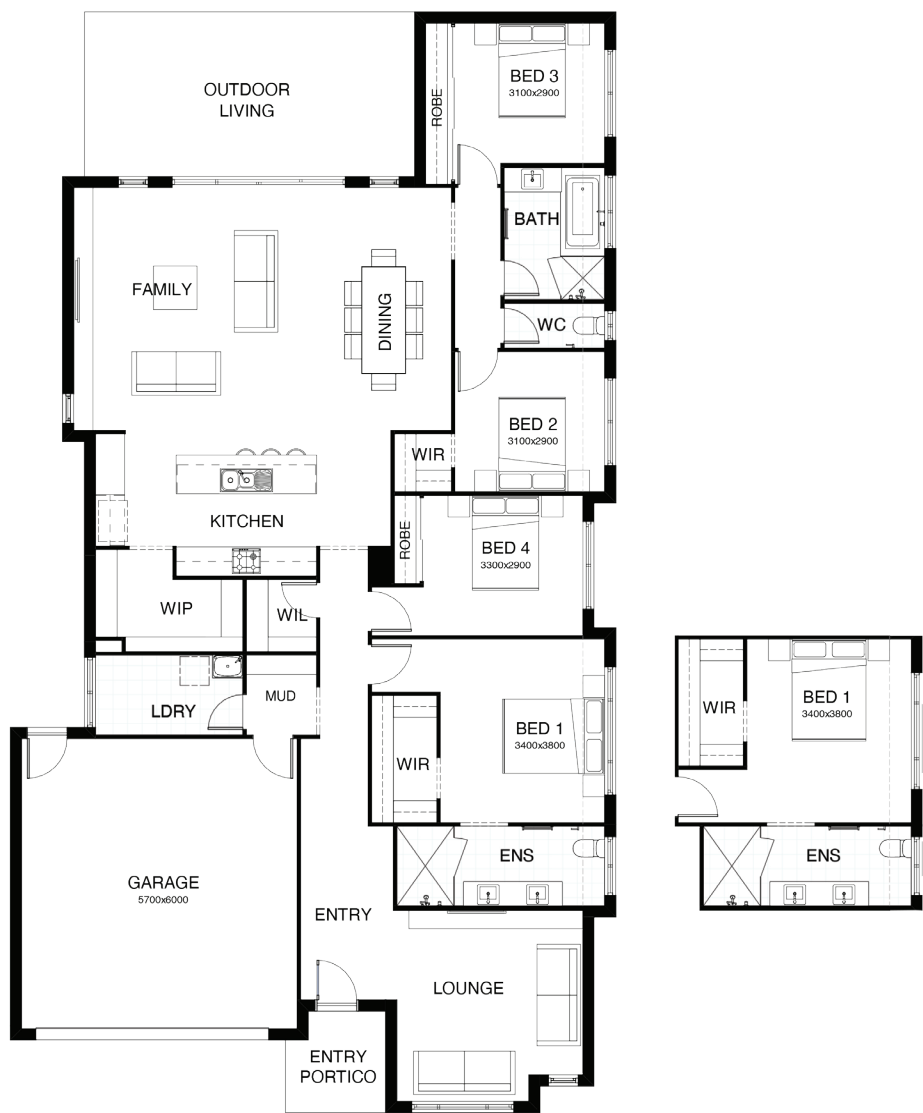 OUTDOOR
LIVING
BED 3
3100x2900
ROBE
BATH
FAMILY
DINING
WC
BED 2
3100x2900
WIR
KITCHEN
ROBE
BED 4
3300x2900
WIP
WIL
MUD
LDRY
BED 1
3400x3800
WIR
ENS
GARAGE
5700x6000
ENTRY
LOUNGE
ENTRY
PORTICO
WIR
BED 1
3400x3800
ENS